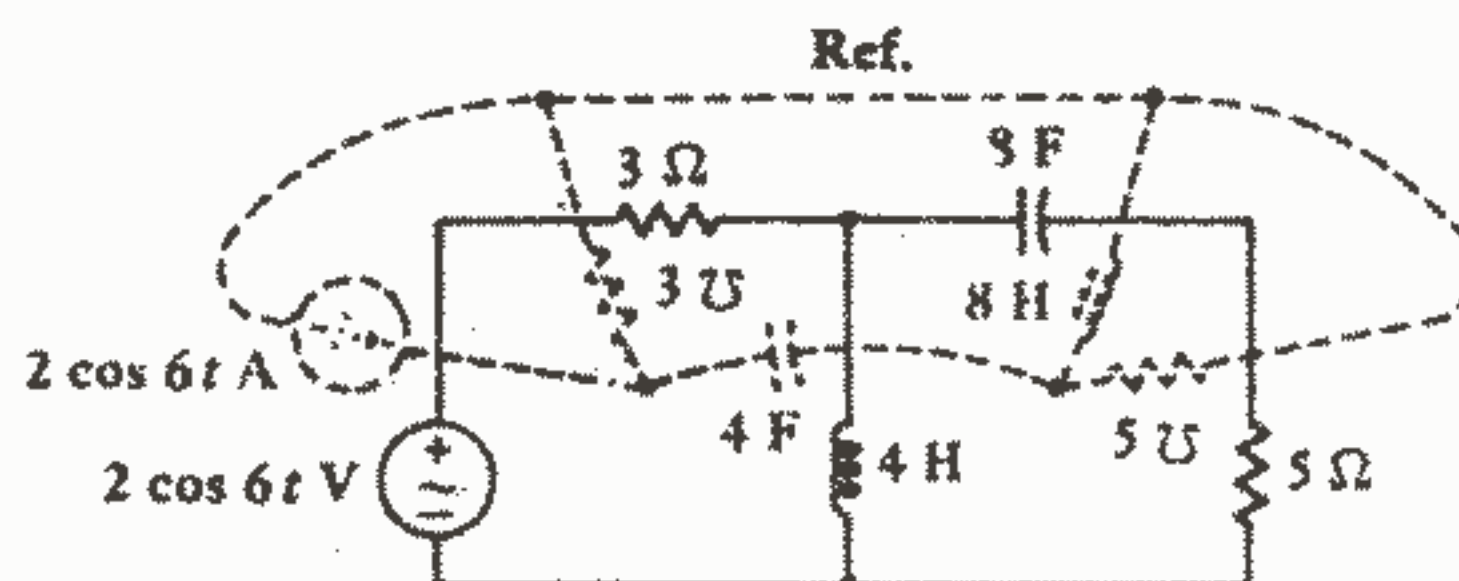 Ref.
3 Ω
8 F
3 ℧
8 H
2 cos 6t A
4 F
5 ℧
2 cos 6t V
4 H
5 Ω